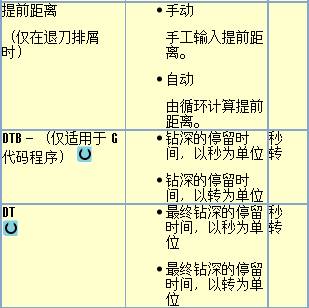 提前距离
（仅在退刀排屑
时）
• 手动
手工输入提前距
离。
• 自动
由循环计算提前
距离。
DTB – （仅适用于 G
代码程序）
• 钻深的停留时
间，以秒为单位
• 钻深的停留时
间，以转为单位
秒
转
DT
• 最终钻深的停留
时间，以秒为单
位
• 最终钻深的停留
时间，以转为单
位
秒
转